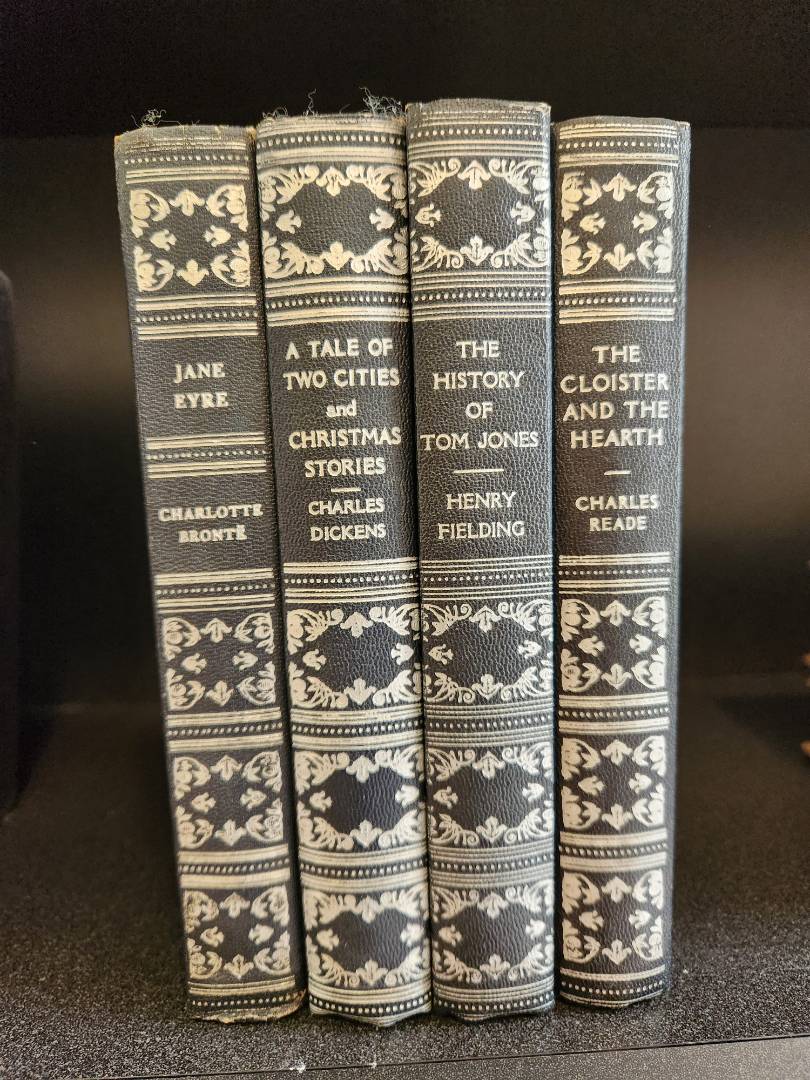 JANE
EYRE
CHARLOTTE
BRONTË
A TALE OF
TWO CITIES
and
CHRISTMAS
STORIES
CHARLES
DICKENS
THE
HISTORY
OF
TOM JONES
HENRY
FIELDING
THE
CLOISTER
AND THE
HEARTH
CHARLES
READE